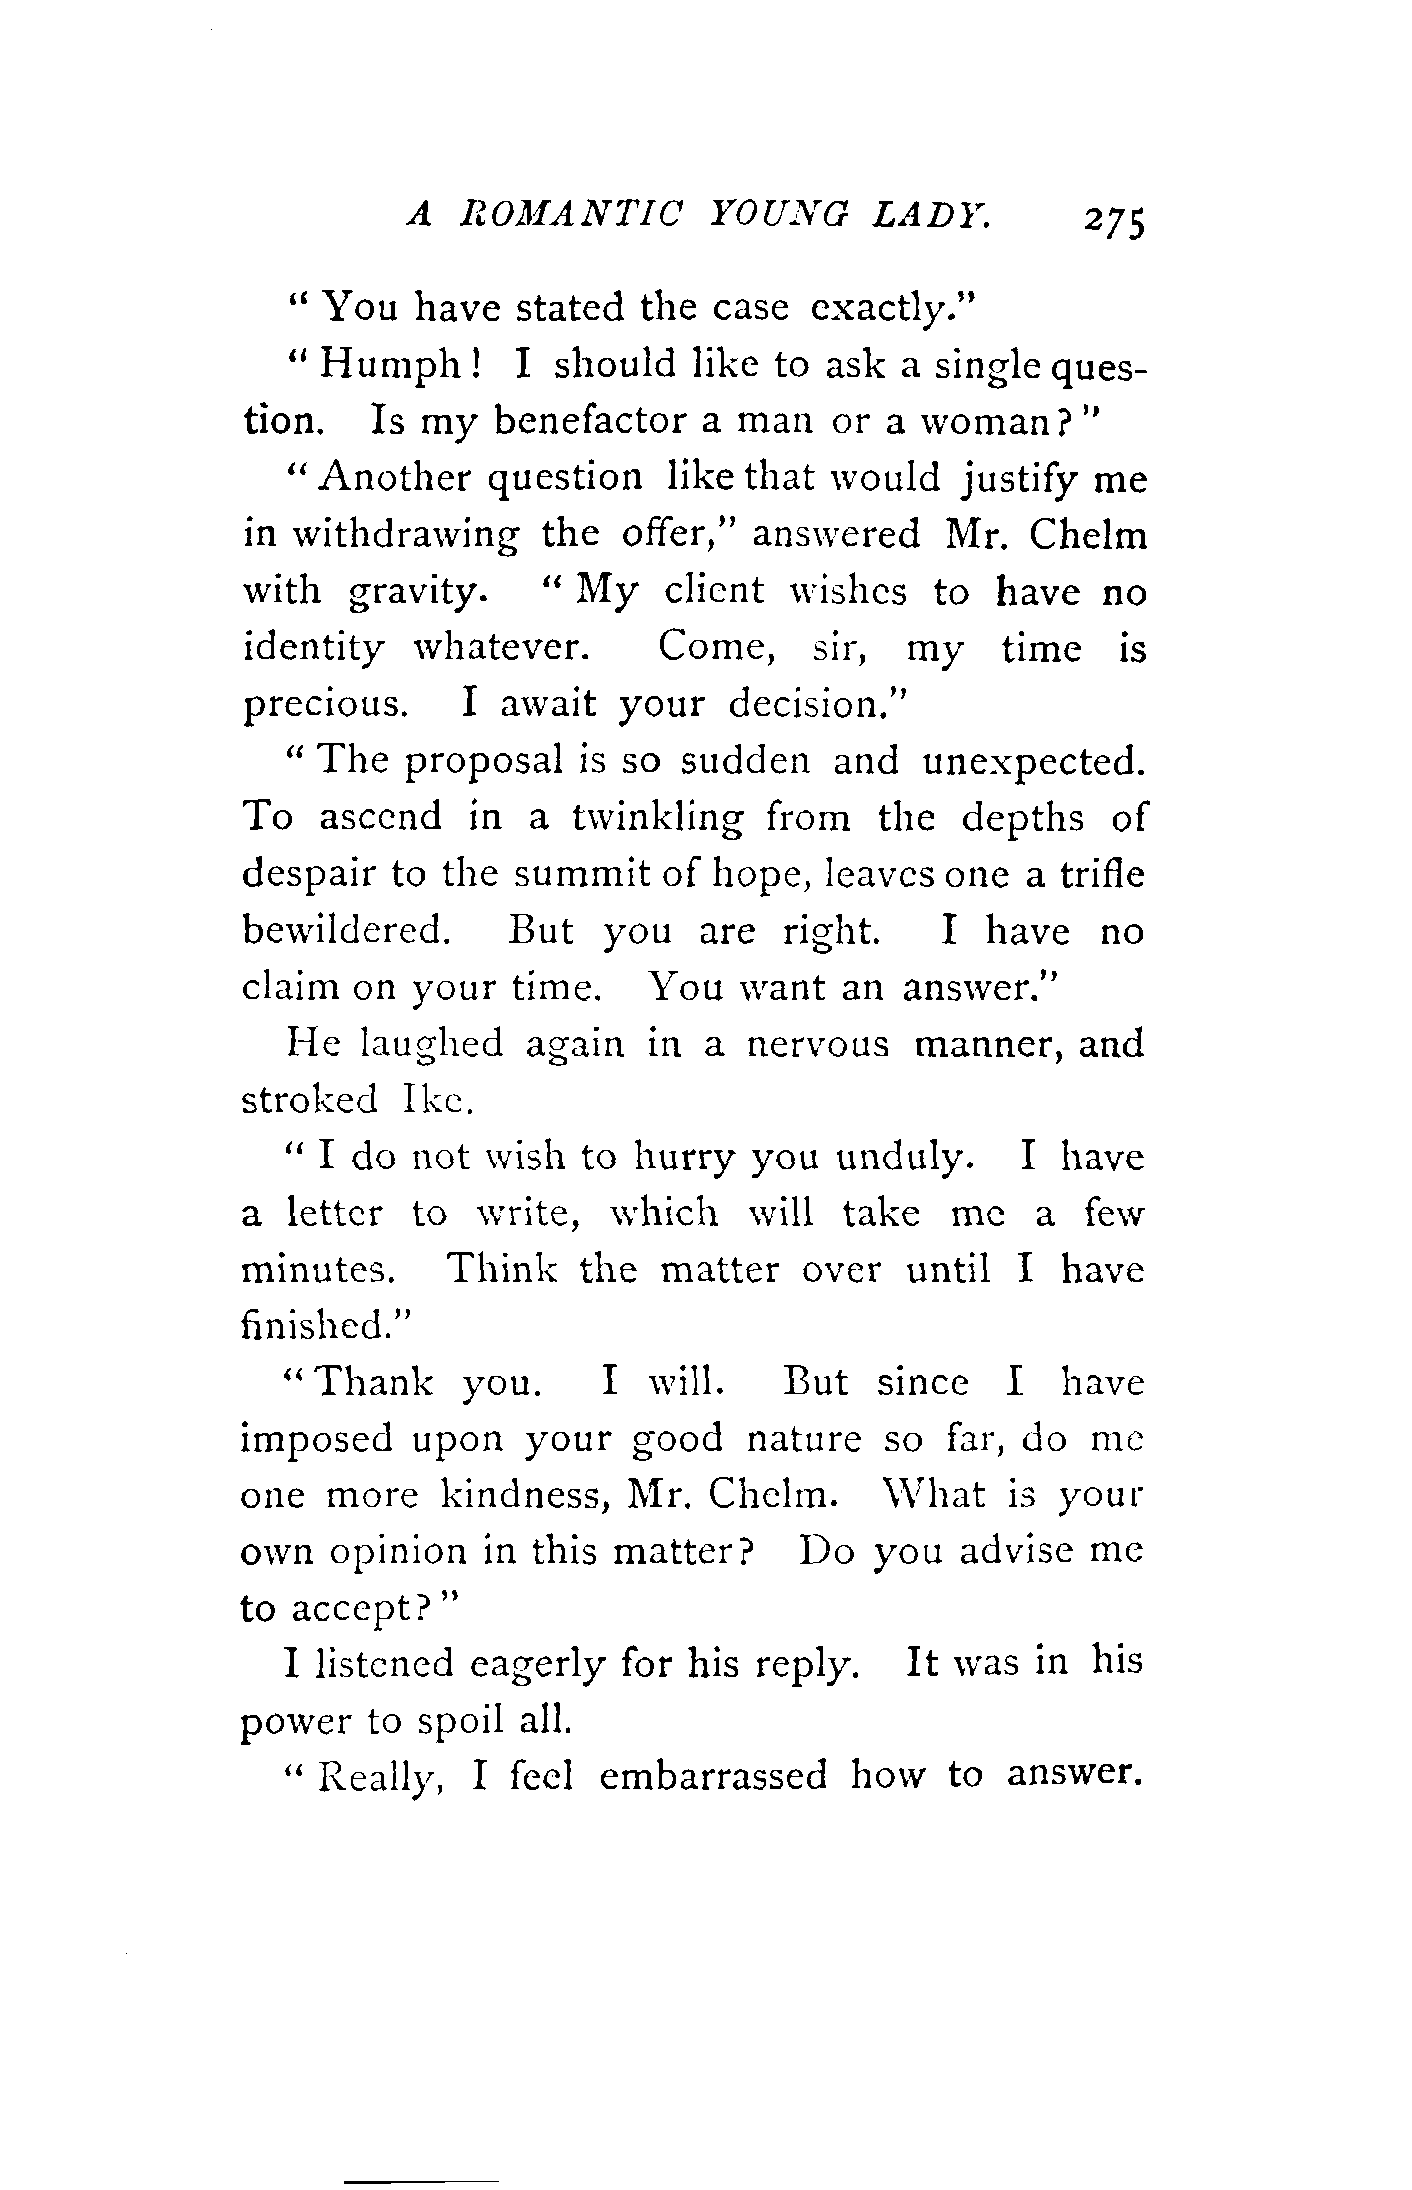 A ROMANTIC YOUNG LADY. 275
“ You have stated the case exactly.”
“ Humph ! I should like to ask a single ques-
tion. Is my benefactor a man or a woman ? ”
“ Another question like that would justify me
in withdrawing the offer,” answered Mr. Chelm
with gravity. “ My client wishes to have no
identity whatever. Come, sir, my time is
precious. I await your decision.”
“ The proposal is so sudden and unexpected.
To ascend in a twinkling from the depths of
despair to the summit of hope, leaves one a trifle
bewildered. But you are right. I have no
claim on your time. You want an answer.”
He laughed again in a nervous manner, and
stroked Ike.
“ I do not wish to hurry you unduly. I have
a letter to write, which will take me a few
minutes. Think the matter over until I have
finished.”
“ Thank you. I will. But since I have
imposed upon your good nature so far, do me
one more kindness, Mr. Chelm. What is your
own opinion in this matter ? Do you advise me
to accept ? ”
I listened eagerly for his reply. It was in his
power to spoil all.
“ Really, I feel embarrassed how to answer.